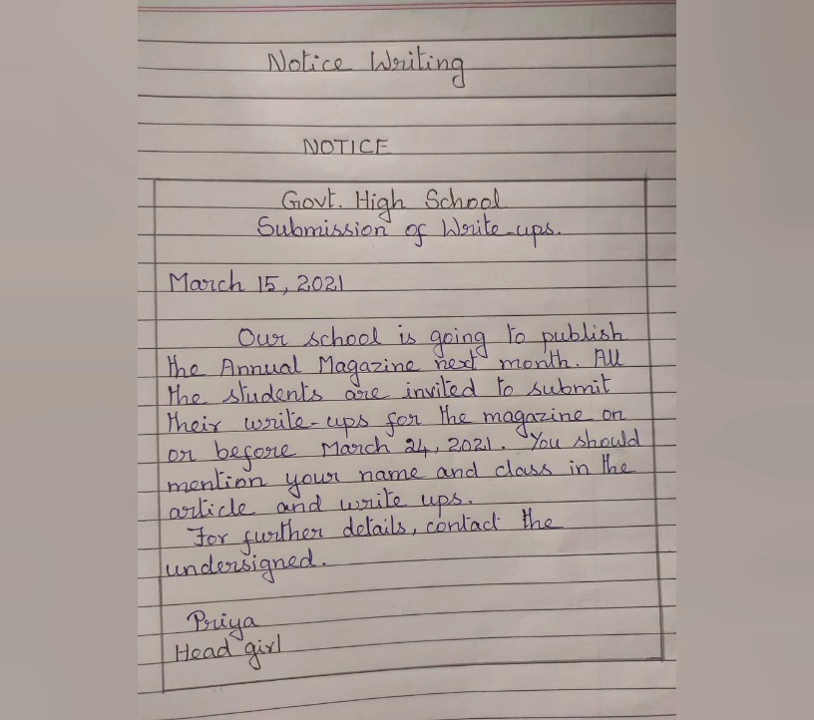 Notice Writing
NOTICE
Govt. High School
Submission of Write-ups.
March 15, 2021
Our school is going to publish
the Annual Magazine next month. All
the students are invited to submit
their write-ups for the magazine on
or before March 24, 2021. You should
mention your name and class in the
article and write ups.
For further details, contact the
undersigned.
Priya
Head girl